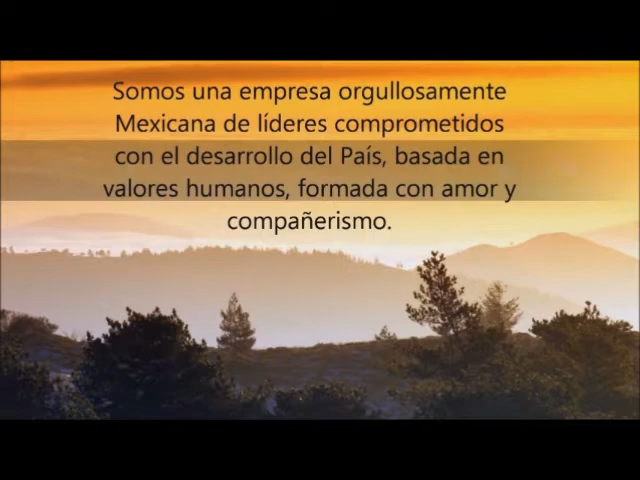 Somos una empresa orgullosamente
Mexicana de líderes comprometidos
con el desarrollo del País, basada en
valores humanos, formada con amor y
compañerismo.